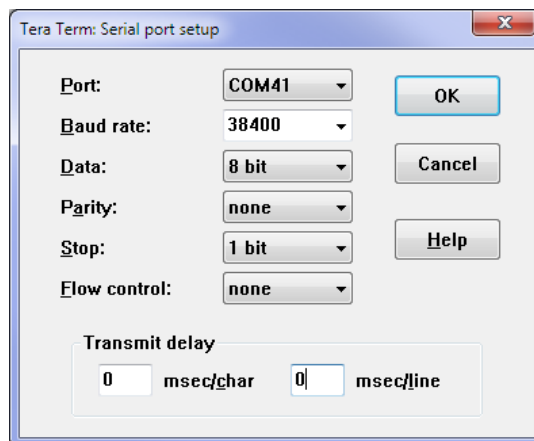 Tera Term: Serial port setup
Port: COM41 OK
Baud rate: 38400
Data: 8 bit Cancel
Parity: none
Stop: 1 bit Help
Flow control: none
Transmit delay
0 msec/char 0 msec/line